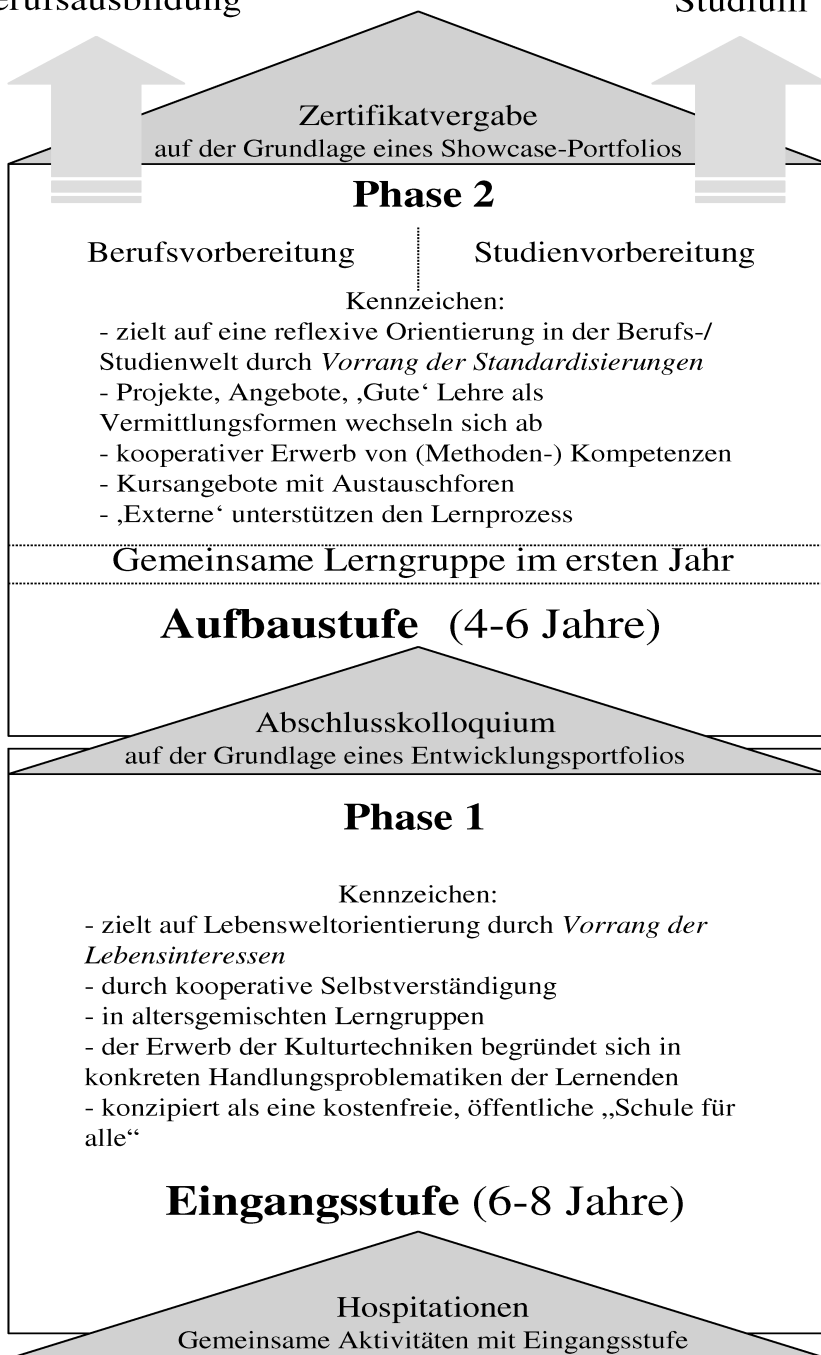 Studium
Zertifikatvergabe
auf der Grundlage eines Showcase-Portfolios
Phase 2
Berufsvorbereitung Studienvorbereitung
Kennzeichen:
- zielt auf eine reflexive Orientierung in der Berufs-/
Studienwelt durch Vorrang der Standardisierungen
- Projekte, Angebote, ‚Gute‘ Lehre als
Vermittlungsformen wechseln sich ab
- kooperativer Erwerb von (Methoden-) Kompetenzen
- Kursangebote mit Austauschforen
- ‚Externe‘ unterstützen den Lernprozess
Gemeinsame Lerngruppe im ersten Jahr
Aufbaustufe (4-6 Jahre)
Abschlusskolloquium
auf der Grundlage eines Entwicklungsportfolios
Phase 1
Kennzeichen:
- zielt auf Lebensweltorientierung durch Vorrang der
Lebensinteressen
- durch kooperative Selbstverständigung
- in altersgemischten Lerngruppen
- der Erwerb der Kulturtechniken begründet sich in
konkreten Handlungsproblematiken der Lernenden
- konzipiert als eine kostenfreie, öffentliche „Schule für
alle“
Eingangsstufe (6-8 Jahre)
Hospitationen
Gemeinsame Aktivitäten mit Eingangsstufe